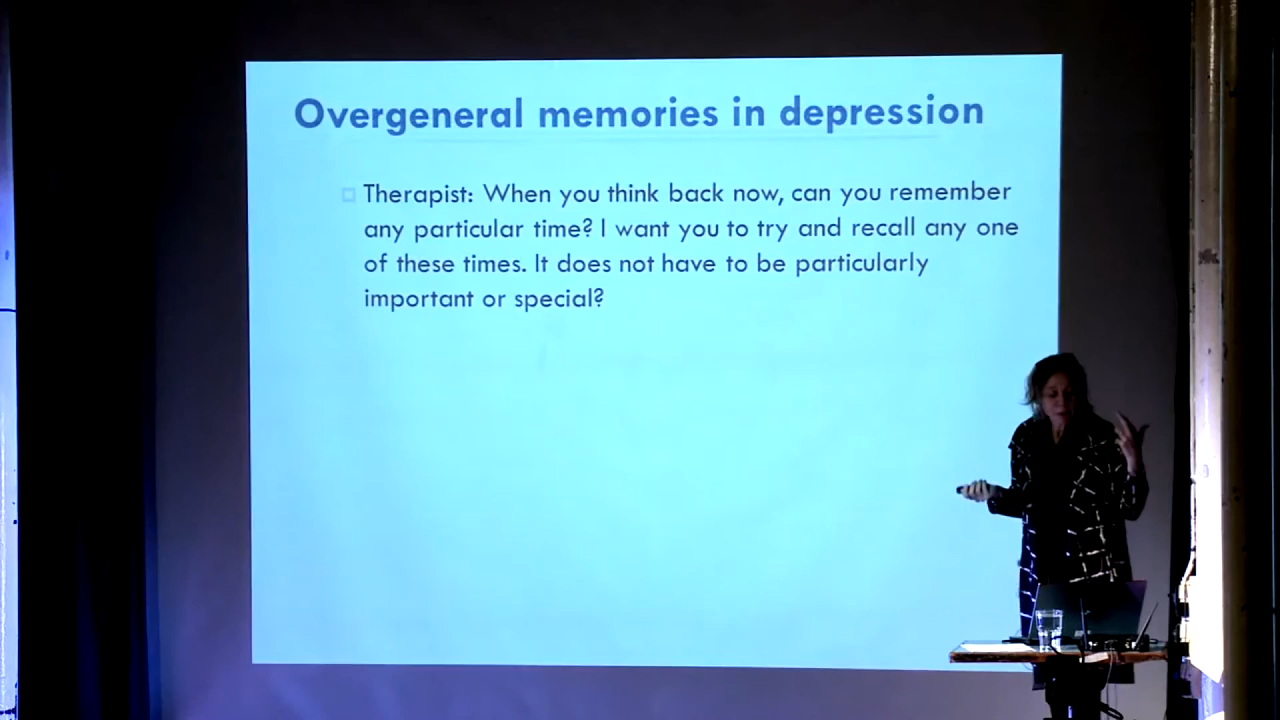 Overgeneral memories in depression
Therapist: When you think back now, can you remember
any particular time? I want you to try and recall any one
of these times. It does not have to be particularly
important or special?